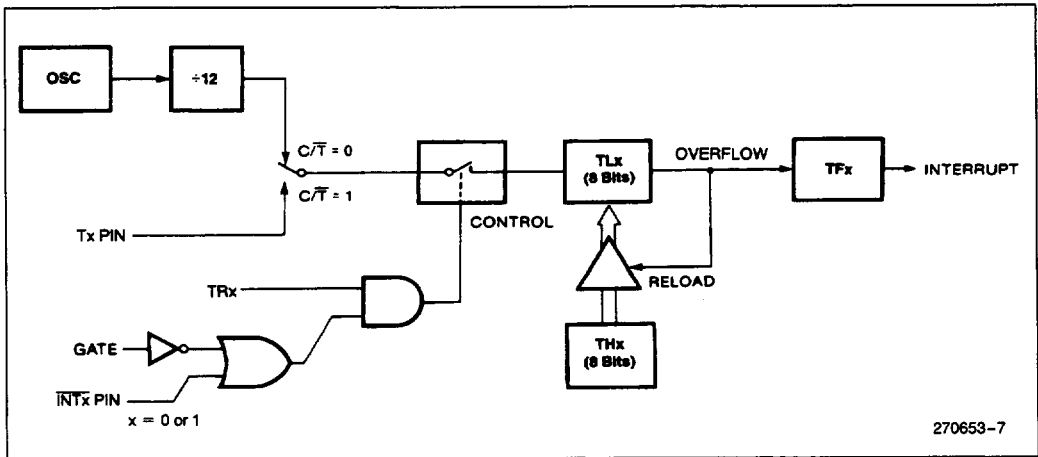 OSC
÷12
C/T̅ = 0
C/T̅ = 1
Tx PIN
CONTROL
TLx
(8 Bits)
OVERFLOW
TFx
INTERRUPT
RELOAD
TRx
THx
(8 Bits)
GATE
I̅N̅T̅x̅ PIN
x = 0 or 1
270653-7